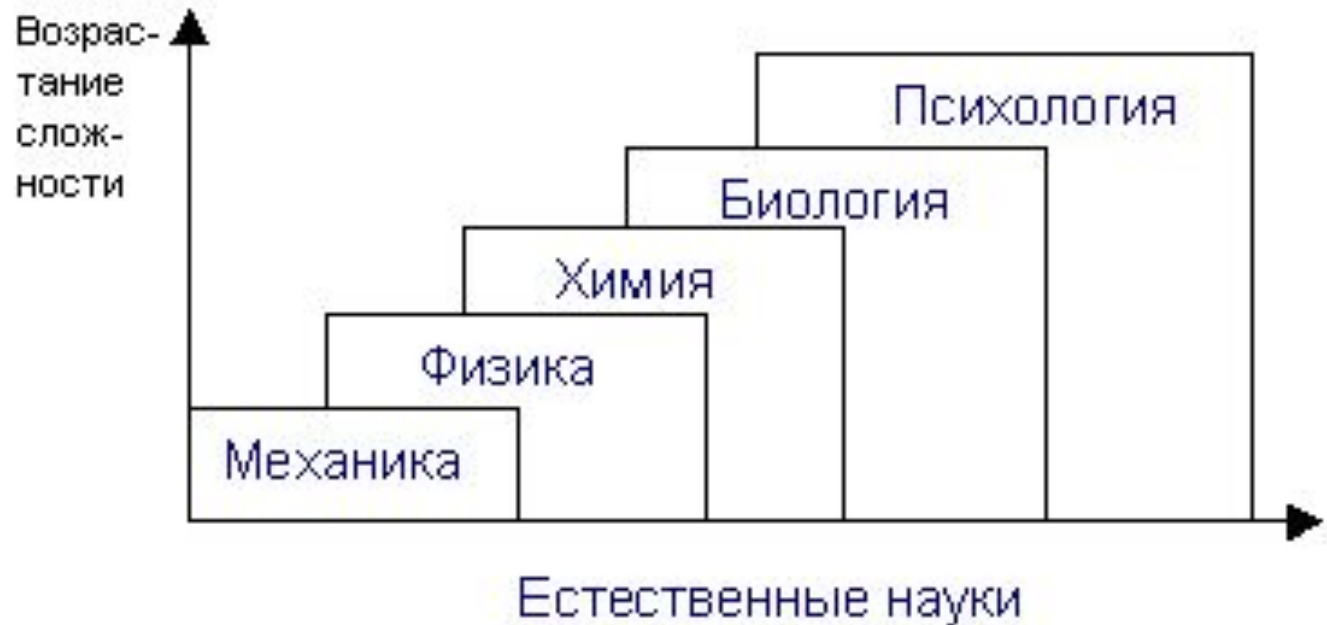 Возрас-
тание
слож-
ности
Психология
Биология
Химия
Физика
Механика
Естественные науки